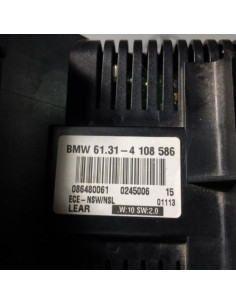 BMW 61.31-4 108 586
086480061 0245006 15
ECE-NSW/NSL 01113
LEAR .W:10 SW:2.0